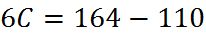 6C = 164 − 110